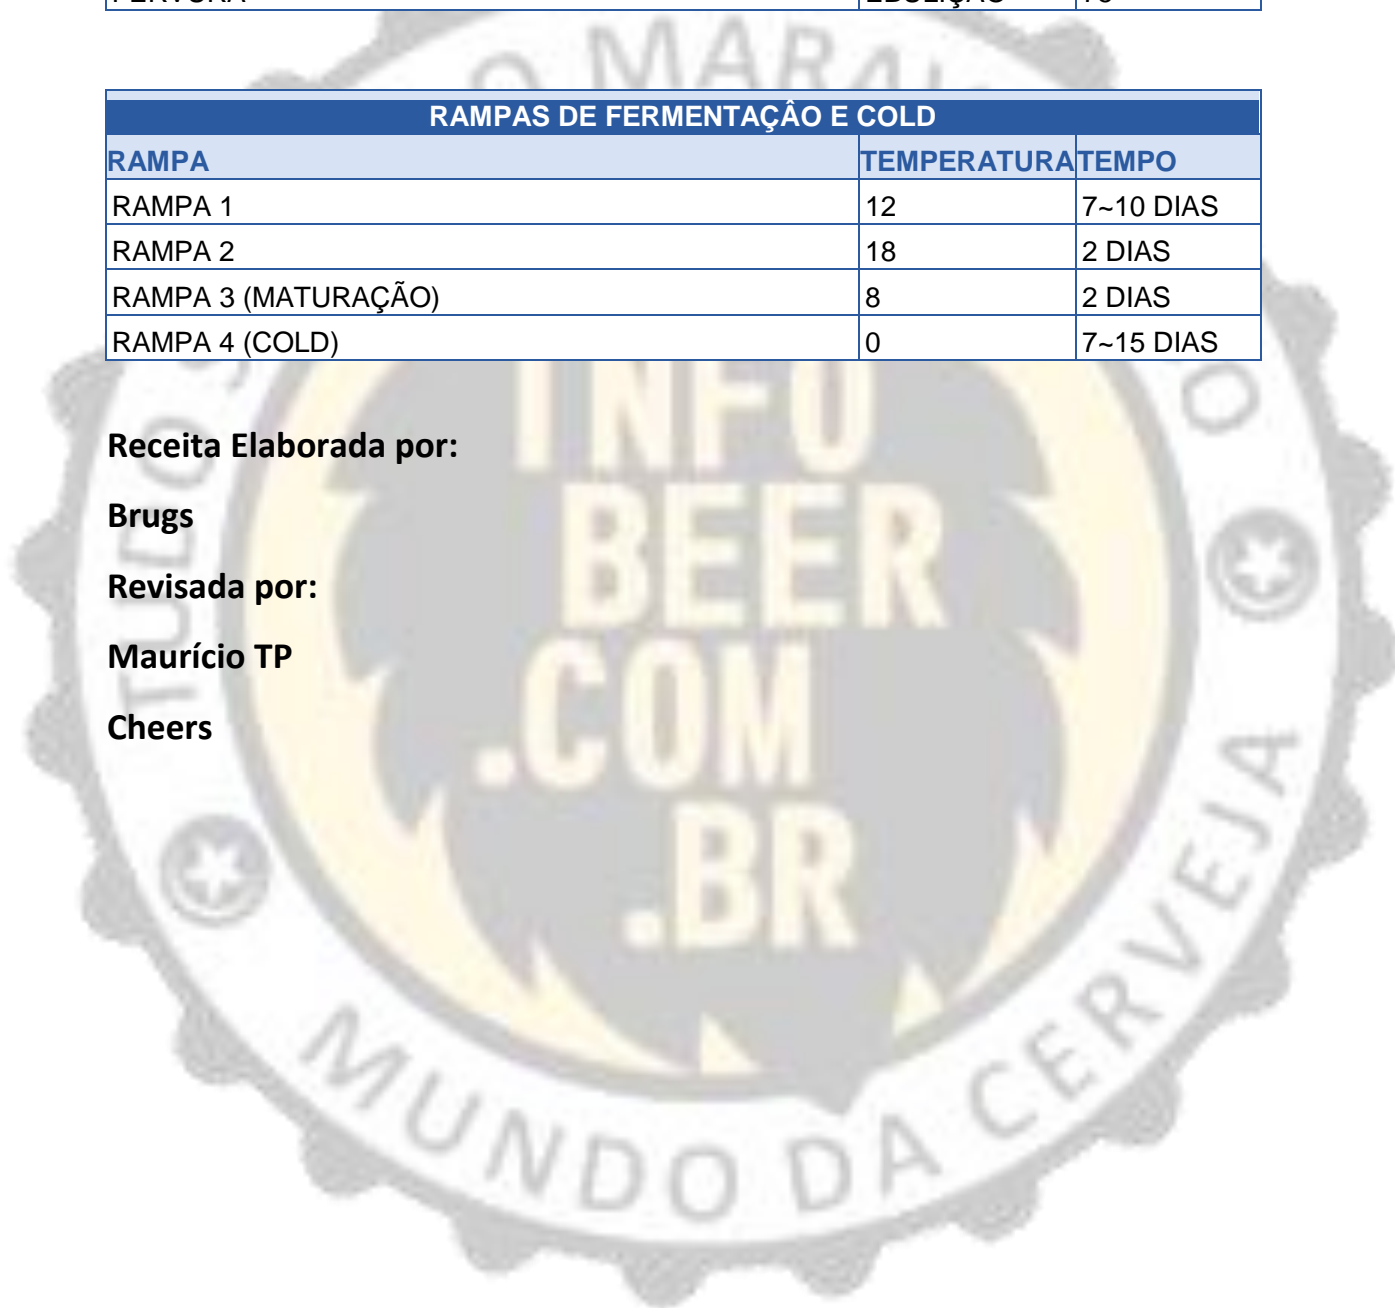 RAMPAS DE FERMENTAÇÂO E COLD
RAMPA TEMPERATURA TEMPO
RAMPA 1 12 7~10 DIAS
RAMPA 2 18 2 DIAS
RAMPA 3 (MATURAÇÃO) 8 2 DIAS
RAMPA 4 (COLD) 0 7~15 DIAS
Receita Elaborada por:
Brugs
Revisada por:
Maurício TP
Cheers
INFO
BEER
.COM
.BR
TUDO
MUNDO DA CERVEJA